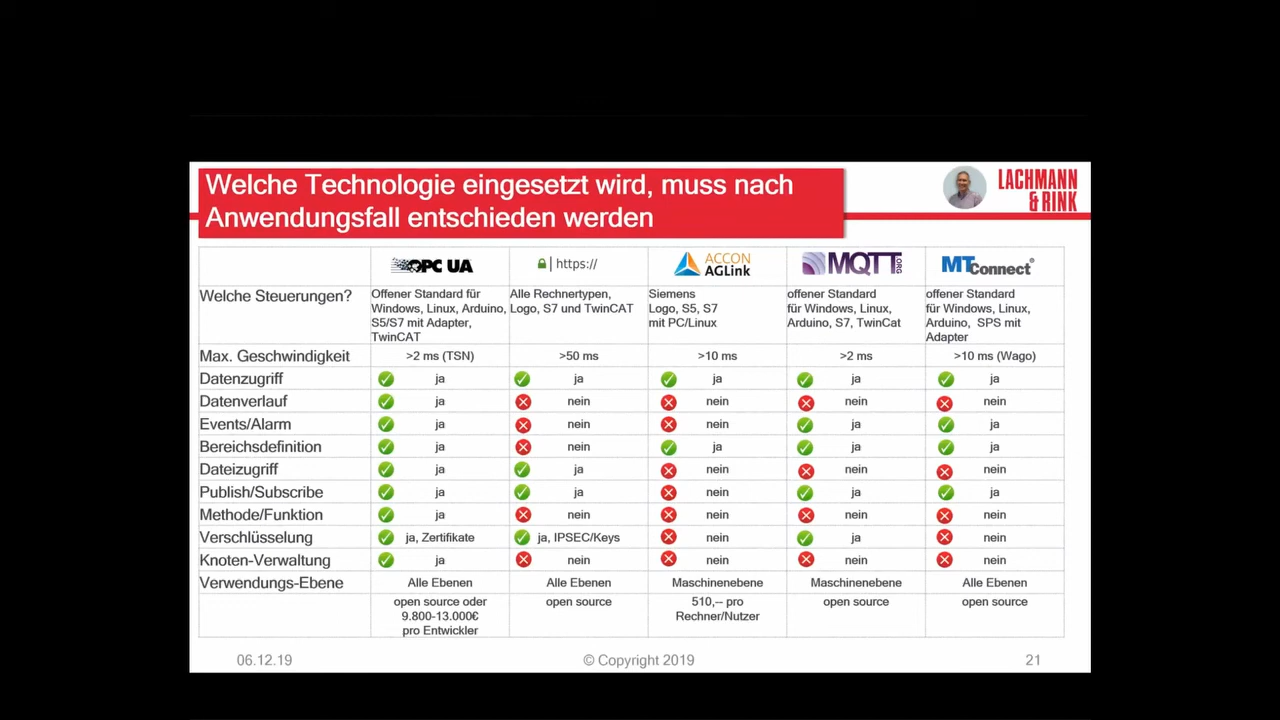 Welche Technologie eingesetzt wird, muss nach
Anwendungsfall entschieden werden
LACHMANN
& RINK
OPC UA
| https://
ACCON
AGLink
MQTT.ORG
MTConnect®
Welche Steuerungen?
Offener Standard für
Windows, Linux, Arduino,
S5/S7 mit Adapter,
TwinCAT
Alle Rechnertypen,
Logo, S7 und TwinCAT
Siemens
Logo, S5, S7
mit PC/Linux
offener Standard
für Windows, Linux,
Arduino, S7, TwinCat
offener Standard
für Windows, Linux,
Arduino, SPS mit
Adapter
Max. Geschwindigkeit >2 ms (TSN) >50 ms >10 ms >2 ms >10 ms (Wago)
Datenzugriff ja ja ja ja ja
Datenverlauf ja nein nein nein nein
Events/Alarm ja nein nein ja ja
Bereichsdefinition ja nein ja ja ja
Dateizugriff ja ja nein nein nein
Publish/Subscribe ja ja nein ja ja
Methode/Funktion ja nein nein nein nein
Verschlüsselung ja, Zertifikate ja, IPSEC/Keys nein ja nein
Knoten-Verwaltung ja nein nein nein nein
Verwendungs-Ebene Alle Ebenen Alle Ebenen Maschinenebene Maschinenebene Alle Ebenen
open source oder
9.800-13.000€
pro Entwickler
open source
510,-- pro
Rechner/Nutzer
open source
open source
06.12.19 © Copyright 2019 21